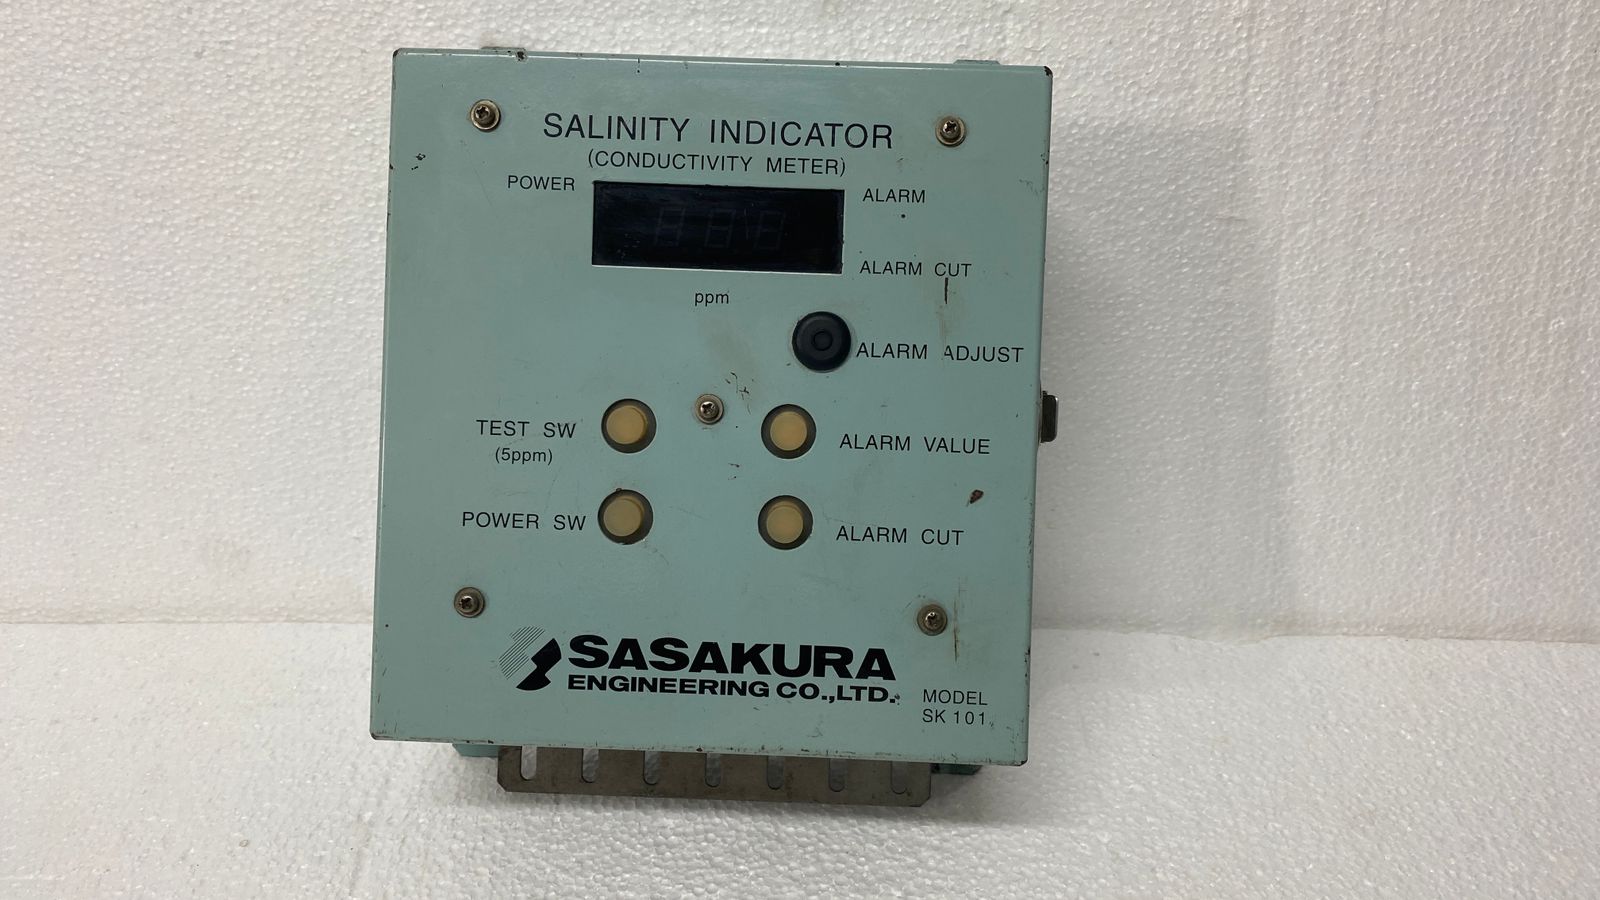 SALINITY INDICATOR
(CONDUCTIVITY METER)
POWER
ALARM
ALARM CUT
ppm
ALARM ADJUST
TEST SW
(5ppm)
ALARM VALUE
POWER SW
ALARM CUT
SASAKURA
ENGINEERING CO.,LTD.
MODEL
SK 101